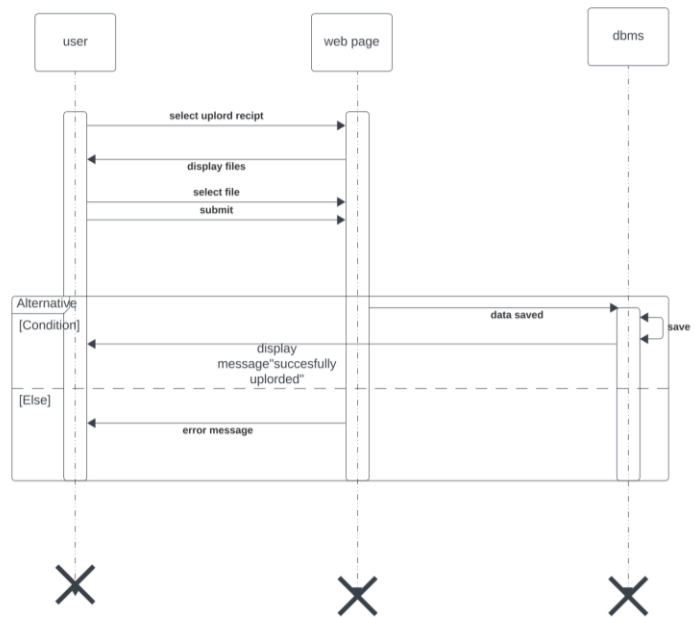 user
web page
dbms
select uplord recipt
display files
select file
submit
Alternative
data saved
[Condition]
save
display
message"succesfully
uplorded"
[Else]
error message